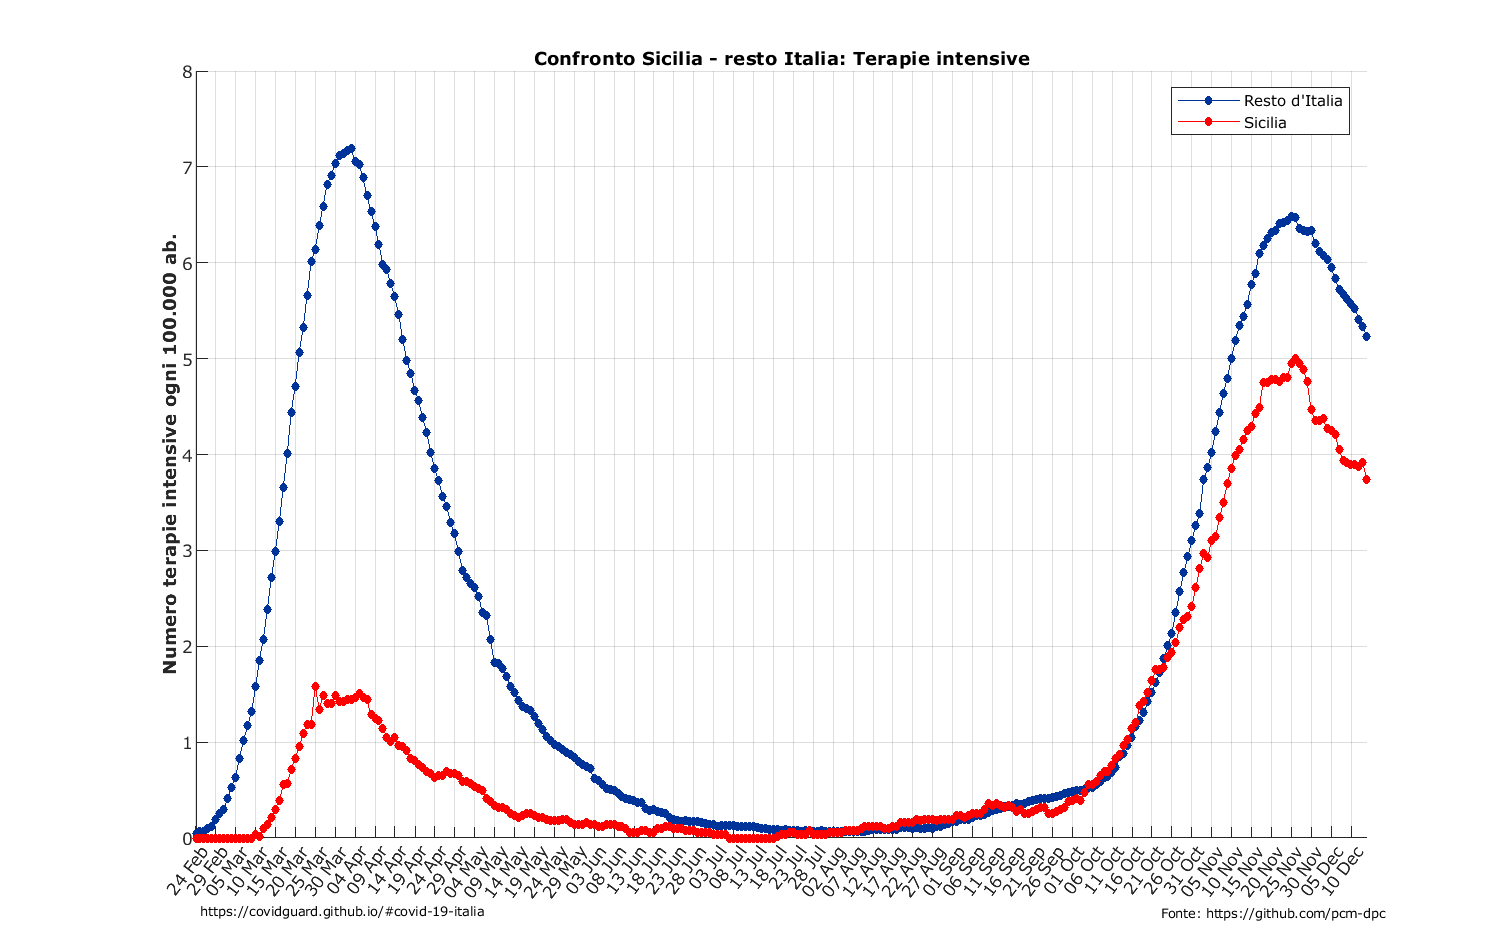 Confronto Sicilia - resto Italia: Terapie intensive
Resto d'Italia
Sicilia
Numero terapie intensive ogni 100.000 ab.
8
7
6
5
4
3
2
1
0
24 Feb
29 Feb
05 Mar
10 Mar
15 Mar
20 Mar
25 Mar
30 Mar
04 Apr
09 Apr
14 Apr
19 Apr
24 Apr
29 Apr
04 May
09 May
14 May
19 May
24 May
29 May
03 Jun
08 Jun
13 Jun
18 Jun
23 Jun
28 Jun
03 Jul
08 Jul
13 Jul
18 Jul
23 Jul
28 Jul
02 Aug
07 Aug
12 Aug
17 Aug
22 Aug
27 Aug
01 Sep
06 Sep
11 Sep
16 Sep
21 Sep
26 Sep
01 Oct
06 Oct
11 Oct
16 Oct
21 Oct
26 Oct
31 Oct
05 Nov
10 Nov
15 Nov
20 Nov
25 Nov
30 Nov
05 Dec
10 Dec
https://covidguard.github.io/#covid-19-italia
Fonte: https://github.com/pcm-dpc